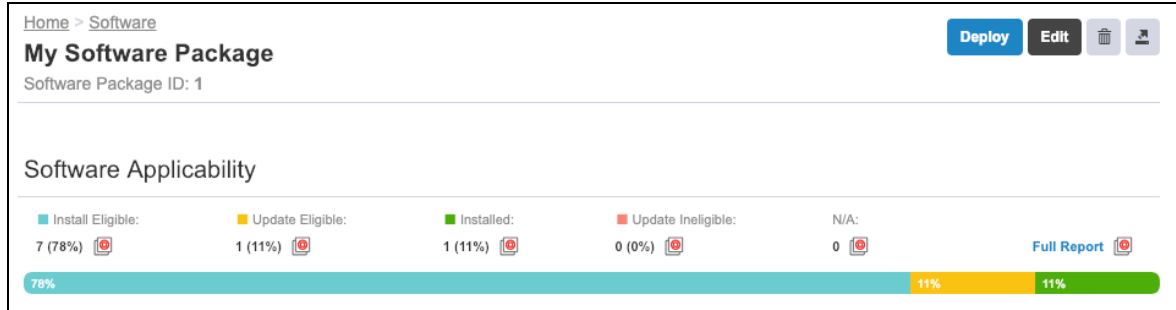 Home > Software
My Software Package
Software Package ID: 1
Deploy
Edit
Software Applicability
Install Eligible: Update Eligible: Installed: Update Ineligible: N/A:
7 (78%) 1 (11%) 1 (11%) 0 (0%) 0 Full Report
78% 11% 11%